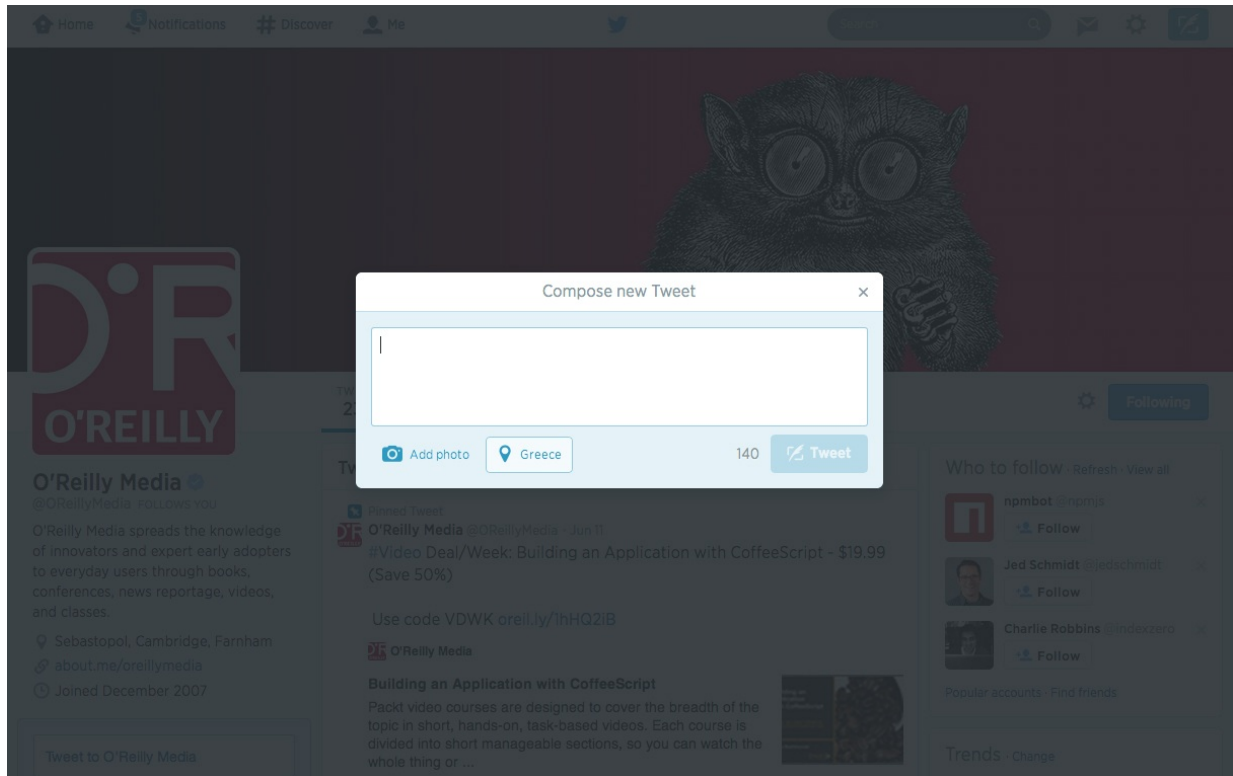 Home Notifications # Discover Me
Compose new Tweet ×
Add photo Greece 140 Tweet
Following
D'R
O'REILLY
O'Reilly Media
@OReillyMedia FOLLOWS YOU
O'Reilly Media spreads the knowledge
of innovators and expert early adopters
to everyday users through books,
conferences, news reportage, videos,
and classes.
Sebastopol, Cambridge, Farnham
about.me/oreillymedia
Joined December 2007
Tweet to O'Reilly Media
Pinned Tweet
O'Reilly Media @OReillyMedia · Jun 11
#Video Deal/Week: Building an Application with CoffeeScript - $19.99
(Save 50%)
Use code VDWK oreil.ly/1hHQ2iB
O'Reilly Media
Building an Application with CoffeeScript
Packt video courses are designed to cover the breadth of the
topic in short, hands-on, task-based videos. Each course is
divided into short manageable sections, so you can watch the
whole thing or ...
Who to follow · Refresh · View all
npmbot @npmjs ×
Follow
Jed Schmidt @jedschmidt ×
Follow
Charlie Robbins @indexzero ×
Follow
Popular accounts · Find friends
Trends · Change